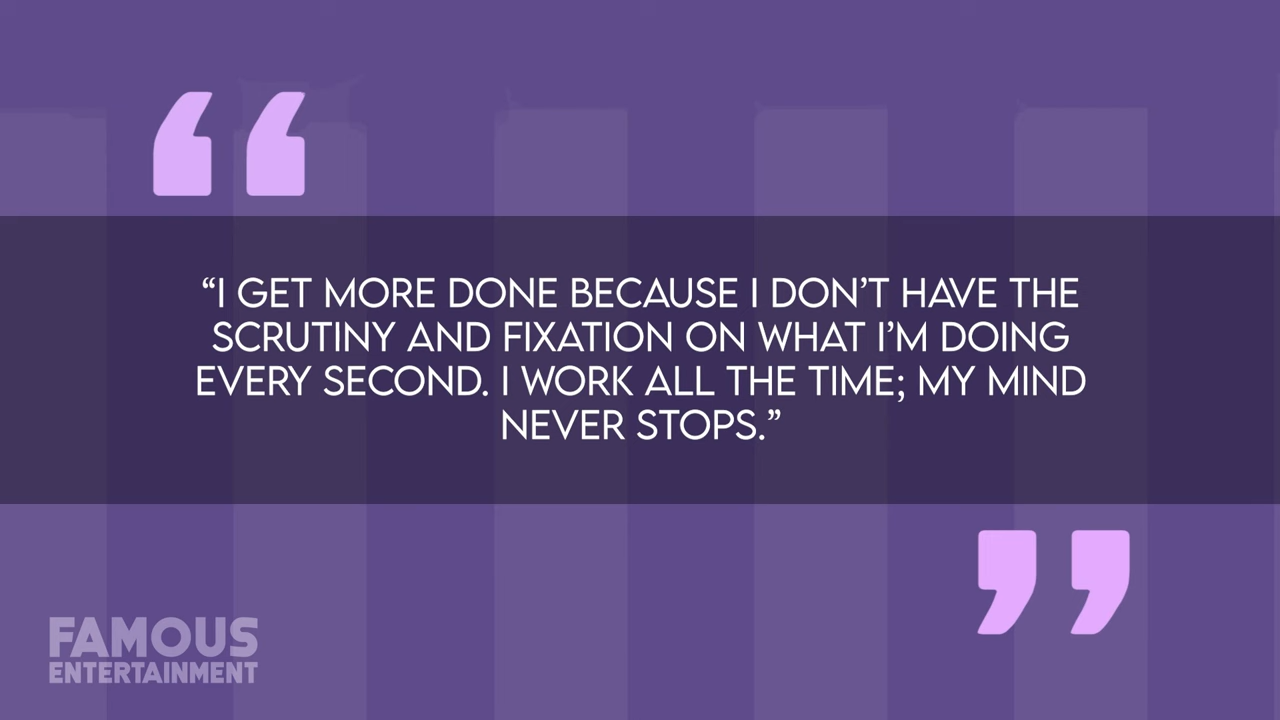 “I GET MORE DONE BECAUSE I DON’T HAVE THE
SCRUTINY AND FIXATION ON WHAT I’M DOING
EVERY SECOND. I WORK ALL THE TIME; MY MIND
NEVER STOPS.”
FAMOUS
ENTERTAINMENT